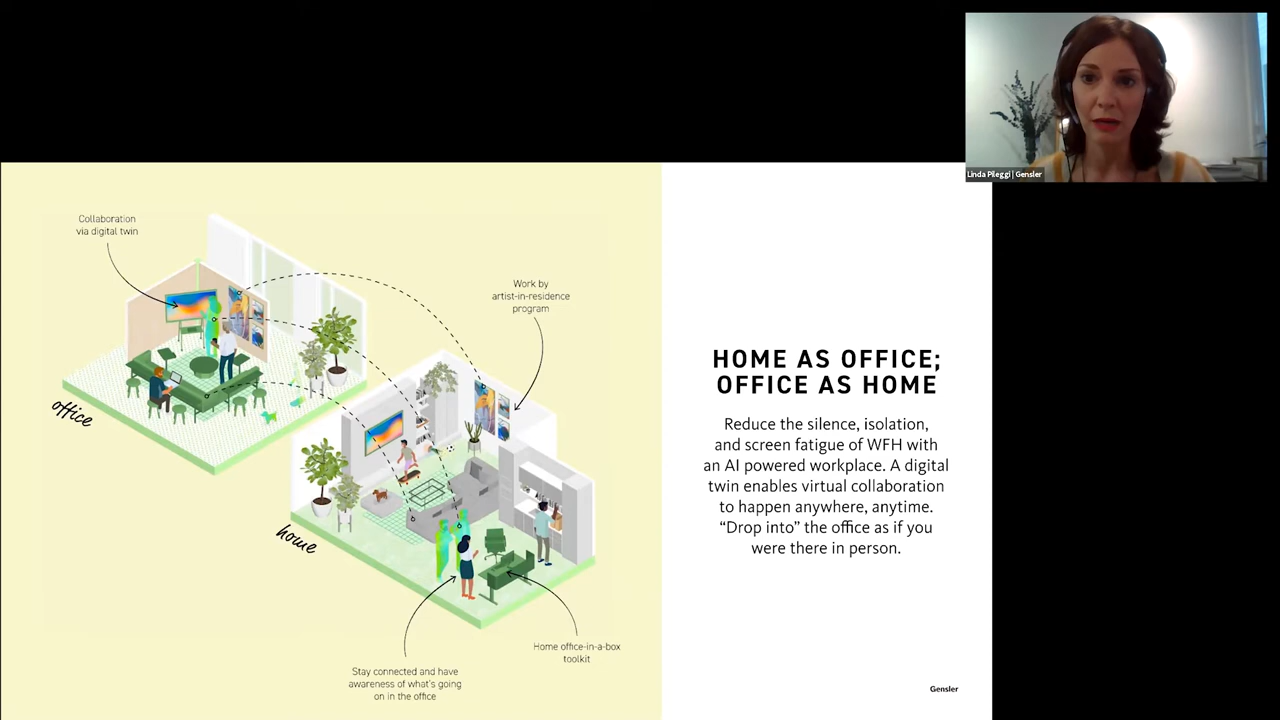 Linda Pileggi | Gensler
Collaboration
via digital twin
Work by
artist-in-residence
program
office
home
Home office-in-a-box
toolkit
Stay connected and have
awareness of what's going
on in the office
HOME AS OFFICE;
OFFICE AS HOME
Reduce the silence, isolation,
and screen fatigue of WFH with
an AI powered workplace. A digital
twin enables virtual collaboration
to happen anywhere, anytime.
“Drop into” the office as if you
were there in person.
Gensler